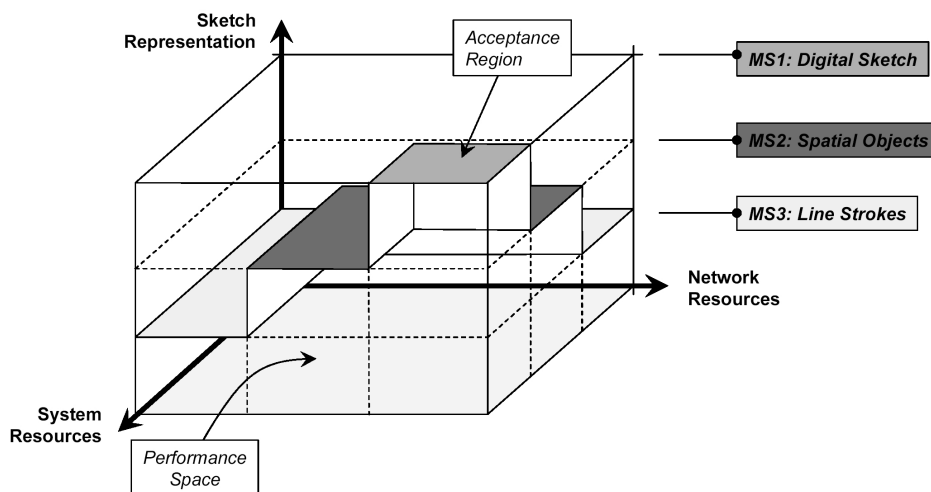 Sketch
Representation
Acceptance
Region
MS1: Digital Sketch
MS2: Spatial Objects
MS3: Line Strokes
Network
Resources
System
Resources
Performance
Space